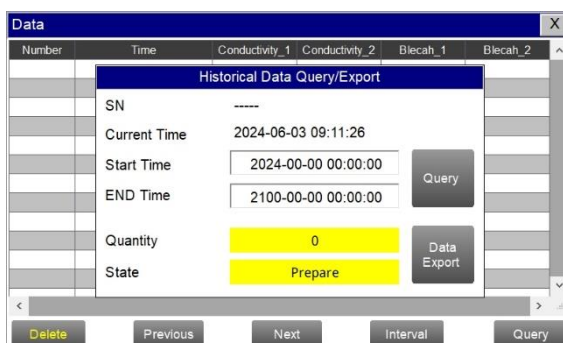 Data X
Number Time Conductivity_1 Conductivity_2 Blecah_1 Blecah_2
Historical Data Query/Export
SN -----
Current Time 2024-06-03 09:11:26
Start Time 2024-00-00 00:00:00
Query
END Time 2100-00-00 00:00:00
Quantity 0
Data
Export
State Prepare
Delete Previous Next Interval Query